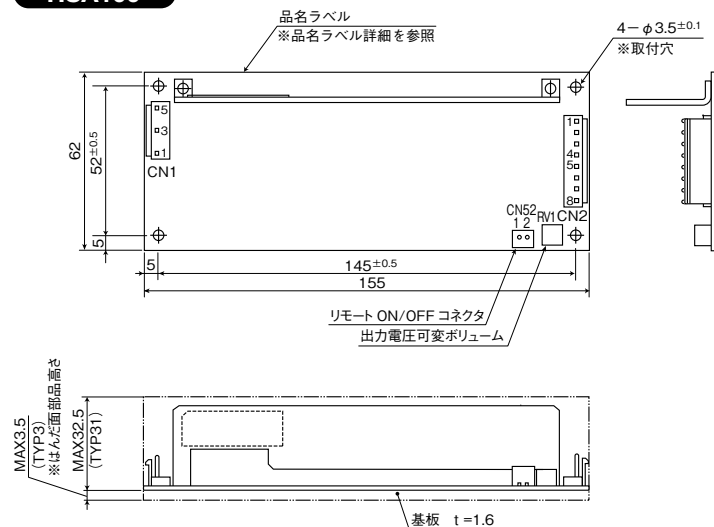 品名ラベル
※品名ラベル詳細を参照
4－φ3.5±0.1
※取付穴
5
3
1
CN1
62
52±0.5
5
1
4
5
8
CN52
1 2
RV1
CN2
5
145±0.5
155
リモート ON/OFF コネクタ
出力電圧可変ボリューム
MAX3.5
(TYP3)
※はんだ面部品高さ
MAX32.5
(TYP31)
基板 t=1.6